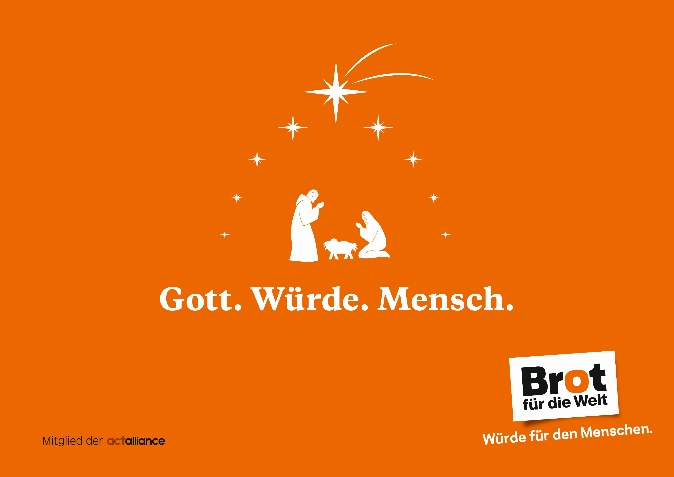 Gott. Würde. Mensch.
Brot
für die Welt
Würde für den Menschen.
Mitglied der actalliance